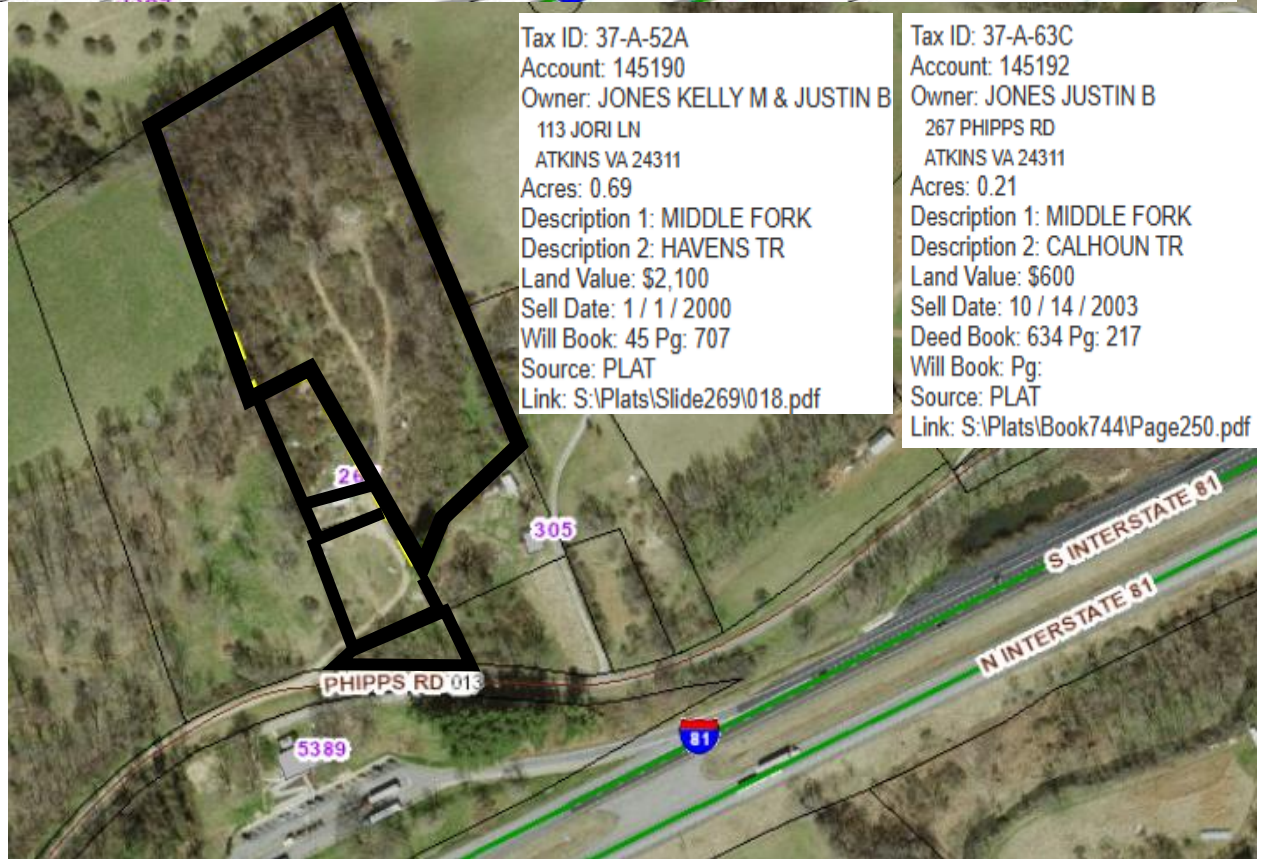 Tax ID: 37-A-52A
Account: 145190
Owner: JONES KELLY M & JUSTIN B
113 JORI LN
ATKINS VA 24311
Acres: 0.69
Description 1: MIDDLE FORK
Description 2: HAVENS TR
Land Value: $2,100
Sell Date: 1 / 1 / 2000
Will Book: 45 Pg: 707
Source: PLAT
Link: S:\Plats\Slide269\018.pdf
Tax ID: 37-A-63C
Account: 145192
Owner: JONES JUSTIN B
267 PHIPPS RD
ATKINS VA 24311
Acres: 0.21
Description 1: MIDDLE FORK
Description 2: CALHOUN TR
Land Value: $600
Sell Date: 10 / 14 / 2003
Deed Book: 634 Pg: 217
Will Book: Pg:
Source: PLAT
Link: S:\Plats\Book744\Page250.pdf
305
S INTERSTATE 81
N INTERSTATE 81
PHIPPS RD 013
81
5389